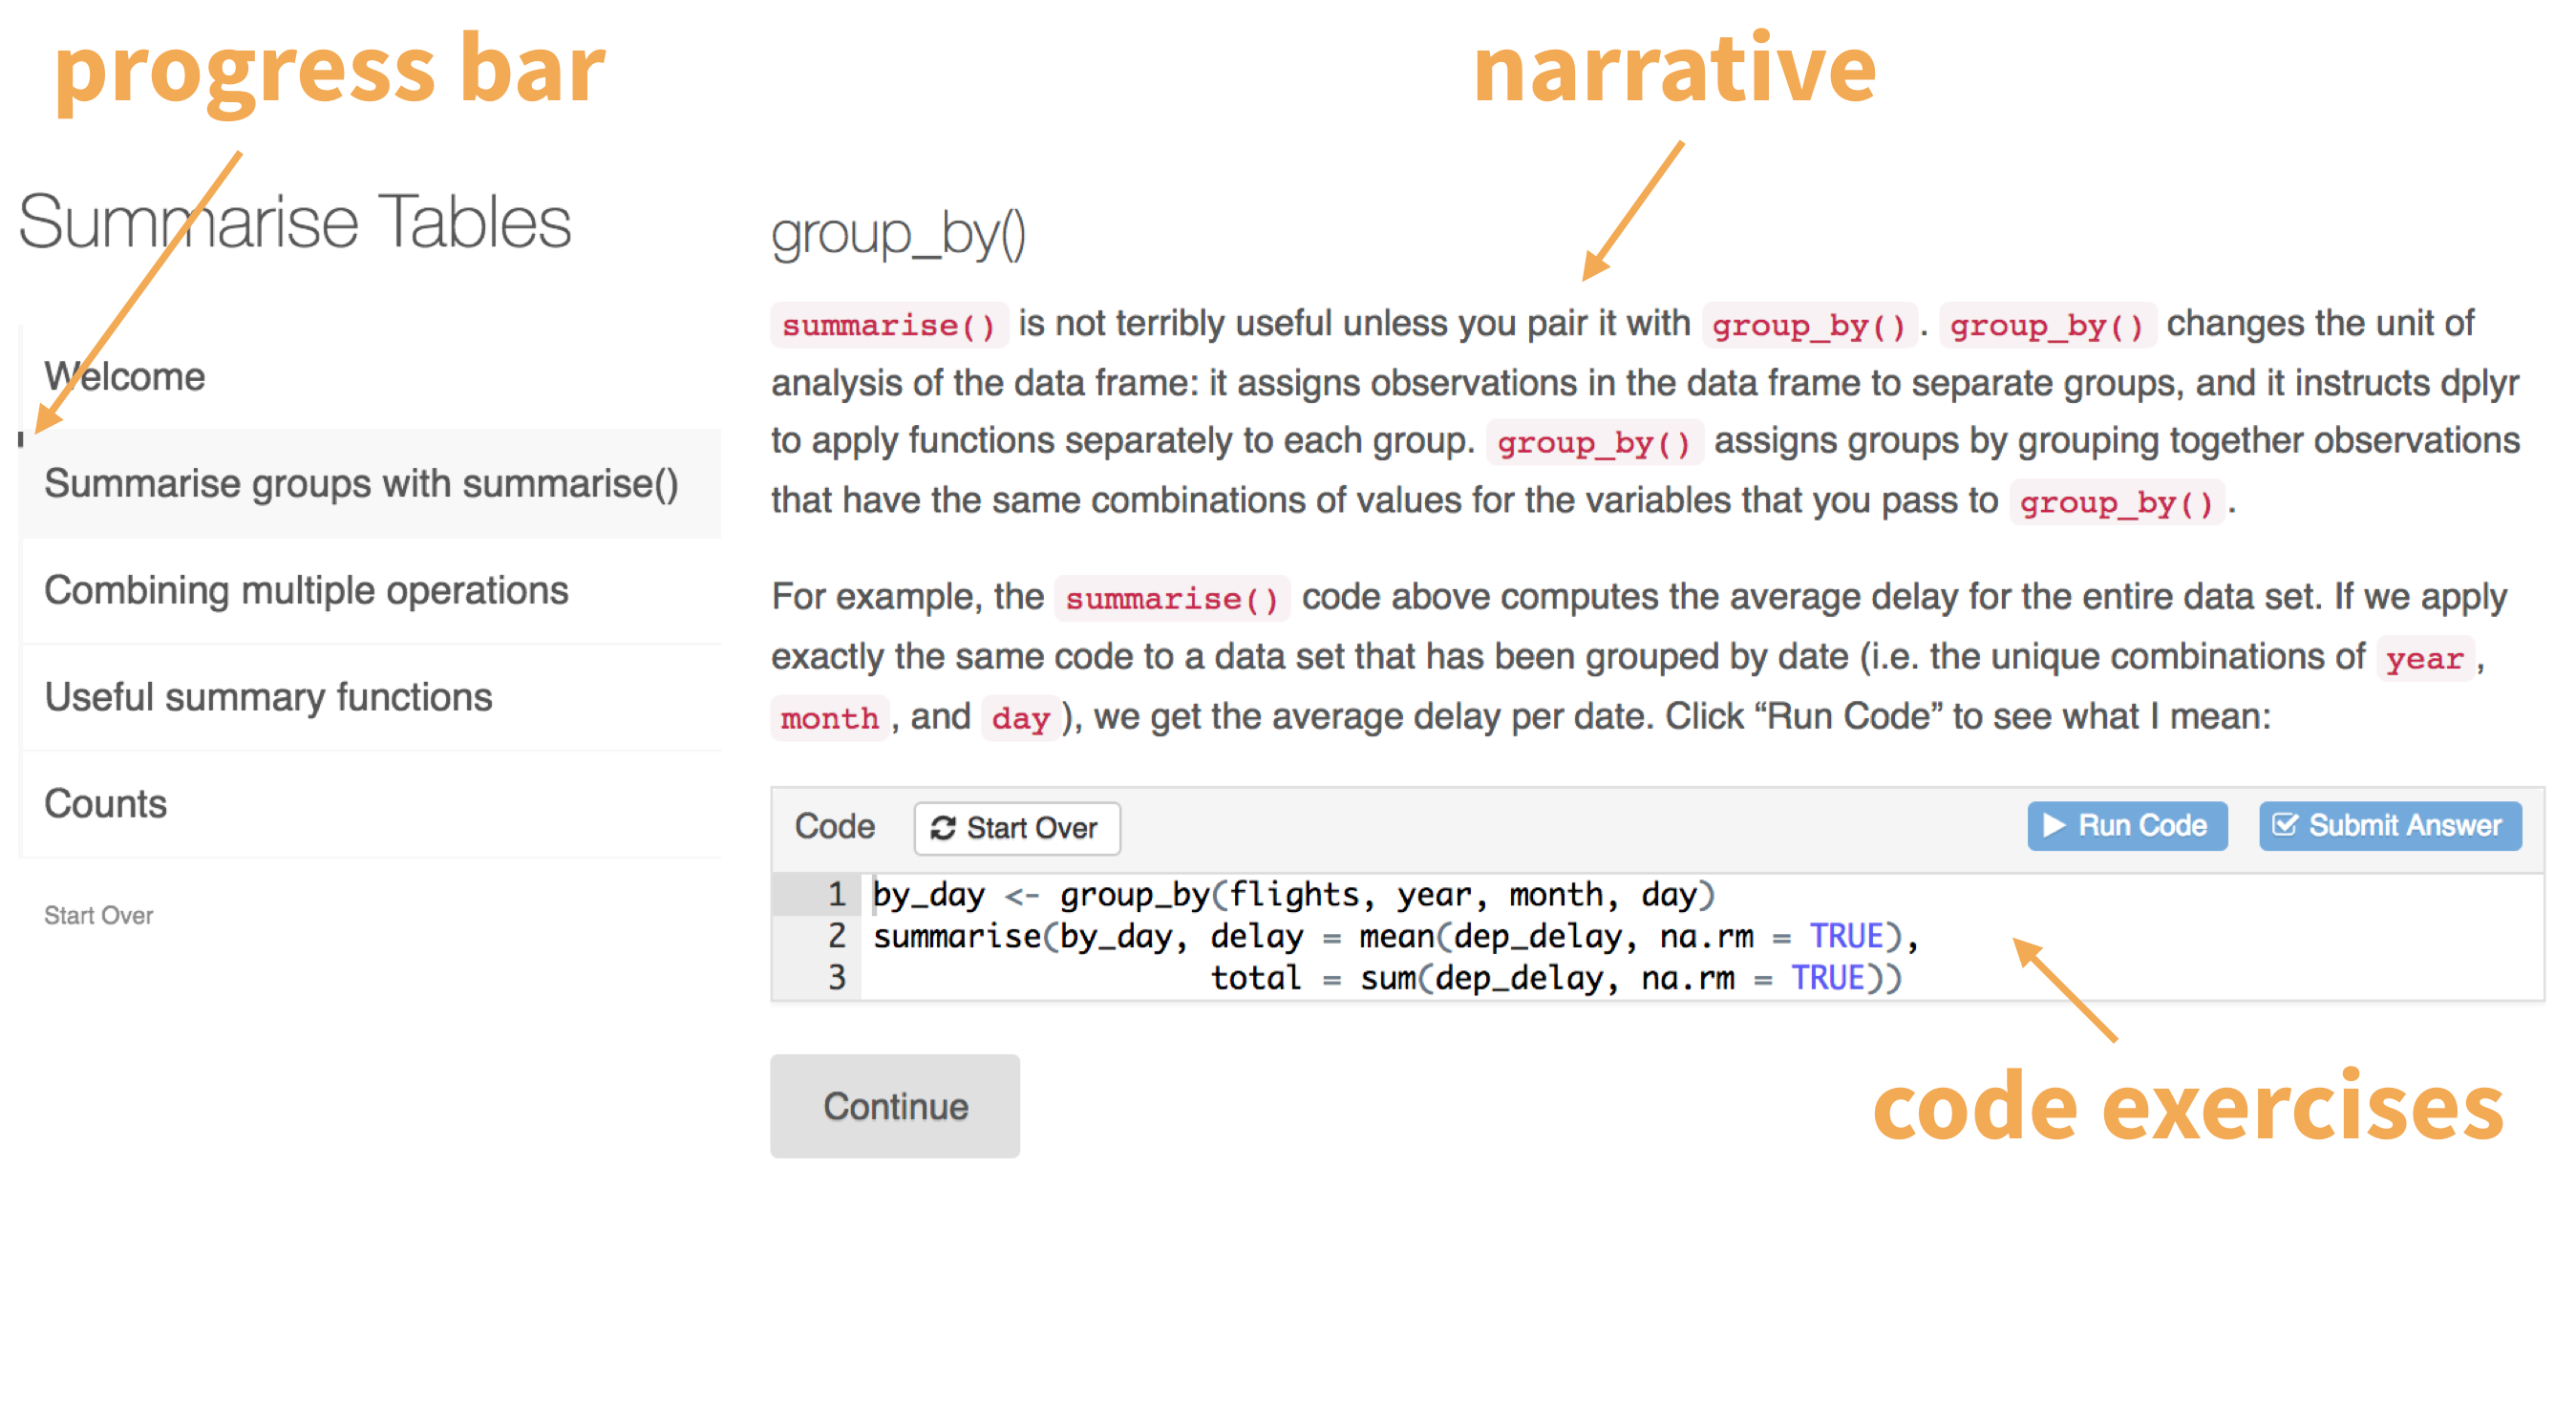 progress bar
narrative
Summarise Tables
Welcome
Summarise groups with summarise()
Combining multiple operations
Useful summary functions
Counts
Start Over
group_by()
summarise() is not terribly useful unless you pair it with group_by(). group_by() changes the unit of
analysis of the data frame: it assigns observations in the data frame to separate groups, and it instructs dplyr
to apply functions separately to each group. group_by() assigns groups by grouping together observations
that have the same combinations of values for the variables that you pass to group_by().
For example, the summarise() code above computes the average delay for the entire data set. If we apply
exactly the same code to a data set that has been grouped by date (i.e. the unique combinations of year,
month, and day), we get the average delay per date. Click “Run Code” to see what I mean:
Code Start Over Run Code Submit Answer
1 by_day <- group_by(flights, year, month, day)
2 summarise(by_day, delay = mean(dep_delay, na.rm = TRUE),
3 total = sum(dep_delay, na.rm = TRUE))
Continue
code exercises